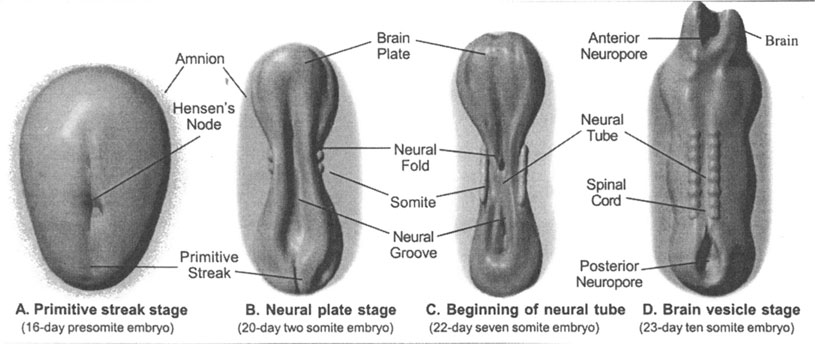 Amnion
Hensen's
Node
Primitive
Streak
Brain
Plate
Neural
Fold
Somite
Neural
Groove
Anterior
Neuropore
Brain
Neural
Tube
Spinal
Cord
Posterior
Neuropore
A. Primitive streak stage
(16-day presomite embryo)
B. Neural plate stage
(20-day two somite embryo)
C. Beginning of neural tube
(22-day seven somite embryo)
D. Brain vesicle stage
(23-day ten somite embryo)